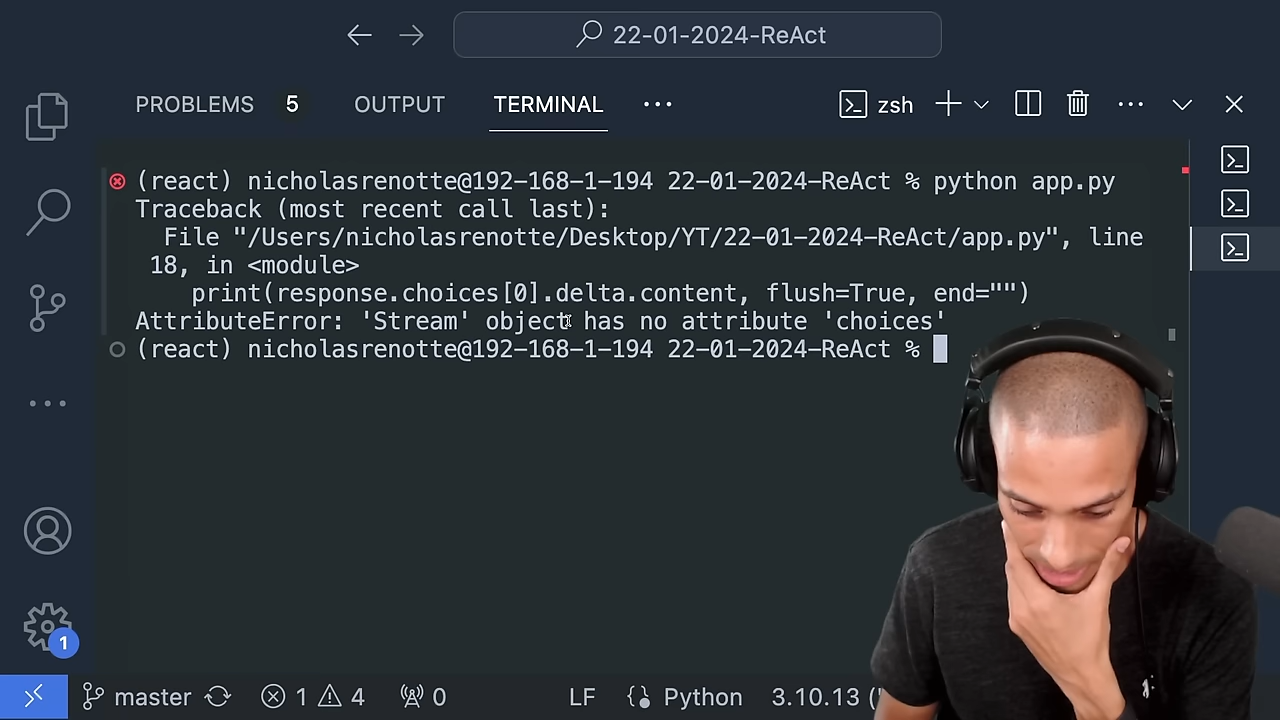 22-01-2024-ReAct
PROBLEMS 5 OUTPUT TERMINAL zsh
(react) nicholasrenotte@192-168-1-194 22-01-2024-ReAct % python app.py
Traceback (most recent call last):
File "/Users/nicholasrenotte/Desktop/YT/22-01-2024-ReAct/app.py", line
18, in <module>
print(response.choices[0].delta.content, flush=True, end="")
AttributeError: 'Stream' object has no attribute 'choices'
(react) nicholasrenotte@192-168-1-194 22-01-2024-ReAct %
1
master 1 4 0 LF Python 3.10.13 ('